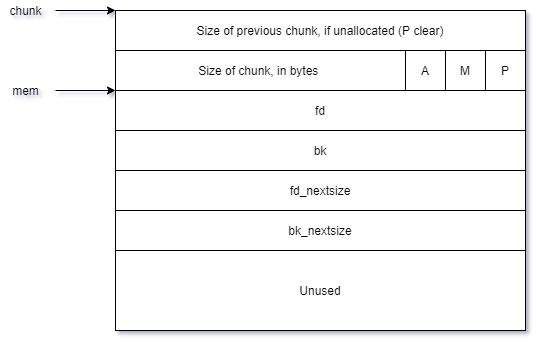 chunk
Size of previous chunk, if unallocated (P clear)
Size of chunk, in bytes A M P
mem
fd
bk
fd_nextsize
bk_nextsize
Unused